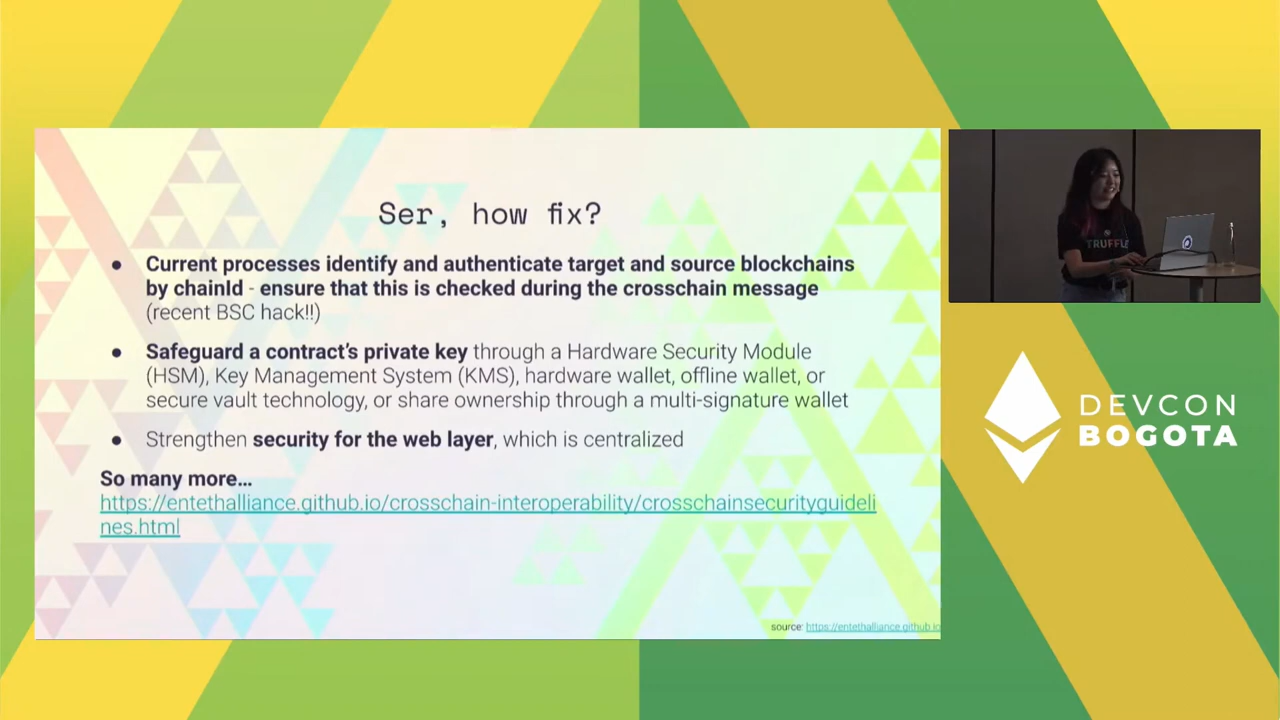 Ser, how fix?
● Current processes identify and authenticate target and source blockchains
by chainId - ensure that this is checked during the crosschain message
(recent BSC hack!!)
● Safeguard a contract's private key through a Hardware Security Module
(HSM), Key Management System (KMS), hardware wallet, offline wallet, or
secure vault technology, or share ownership through a multi-signature wallet
● Strengthen security for the web layer, which is centralized
So many more…
https://entethalliance.github.io/crosschain-interoperability/crosschainsecurityguideli
nes.html
source: https://entethalliance.github.io
TRUFFLE
DEVCON
BOGOTA